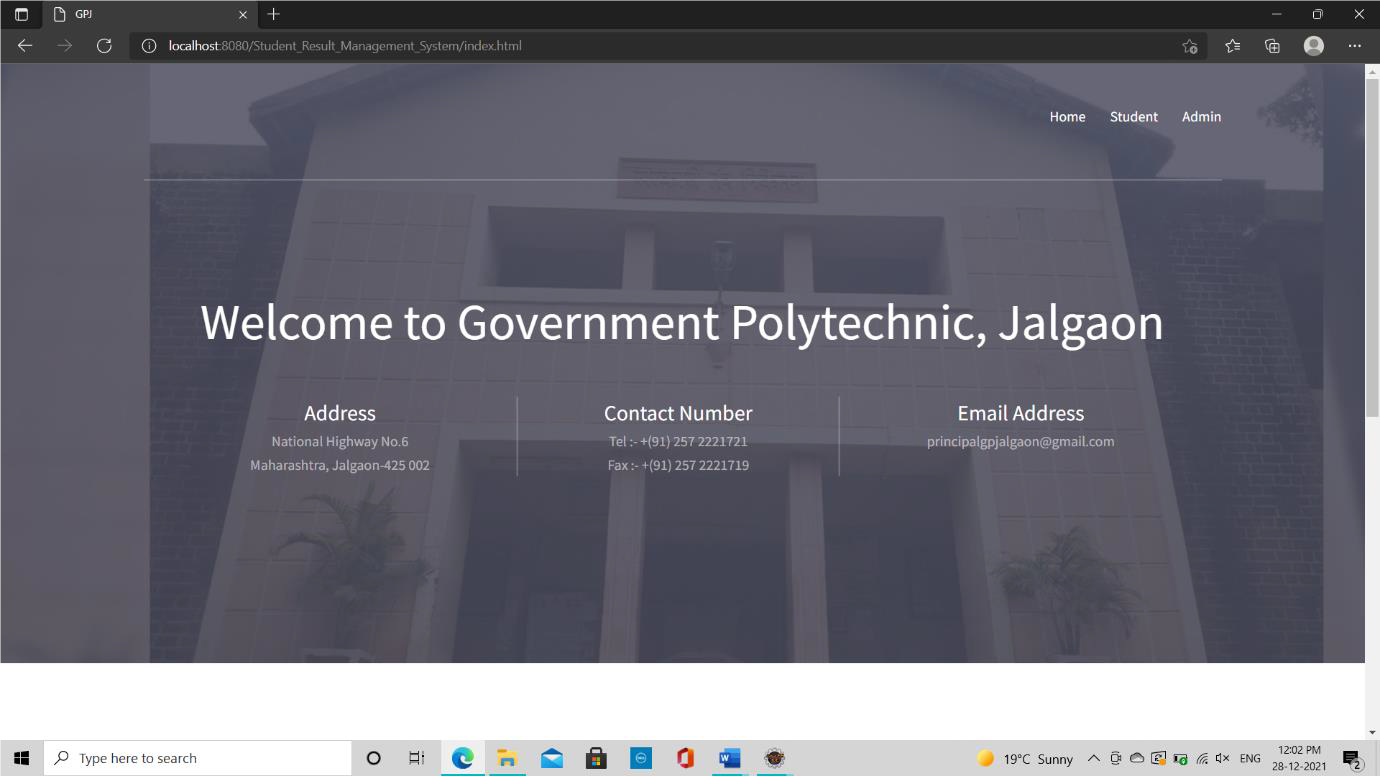 GPJ
localhost:8080/Student_Result_Management_System/index.html
Home Student Admin
Welcome to Government Polytechnic, Jalgaon
Address
National Highway No.6
Maharashtra, Jalgaon-425 002
Contact Number
Tel :- +(91) 257 2221721
Fax :- +(91) 257 2221719
Email Address
principalgpjalgaon@gmail.com
Type here to search
19°C Sunny
ENG
12:02 PM
28-12-2021
2